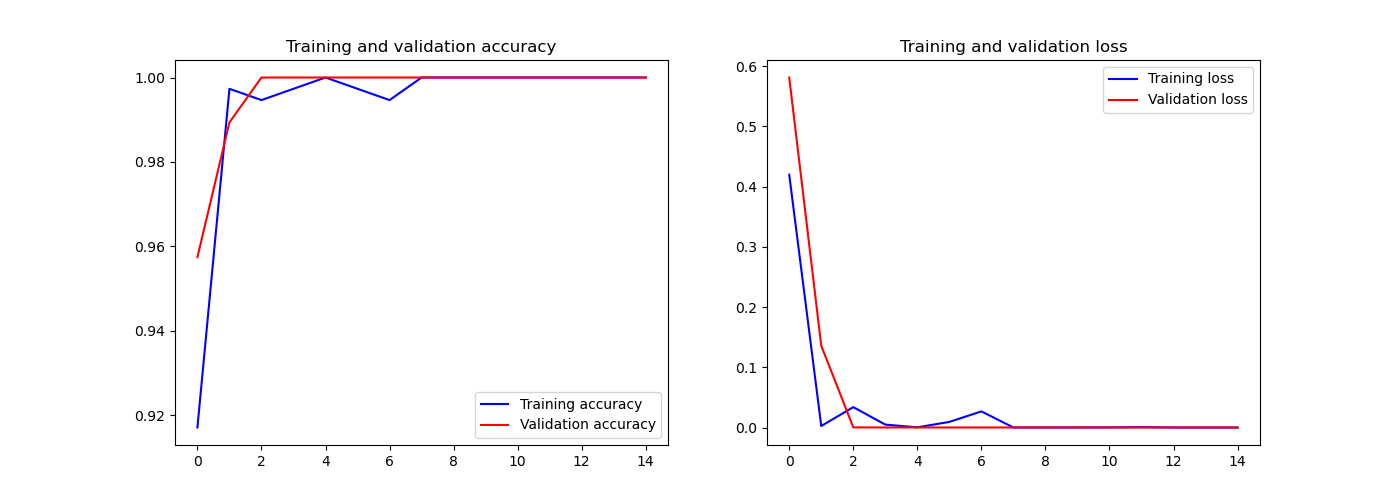 Training and validation accuracy
1.00
0.98
0.96
0.94
0.92
0 2 4 6 8 10 12 14
Training accuracy
Validation accuracy
Training and validation loss
0.6
0.5
0.4
0.3
0.2
0.1
0.0
0 2 4 6 8 10 12 14
Training loss
Validation loss